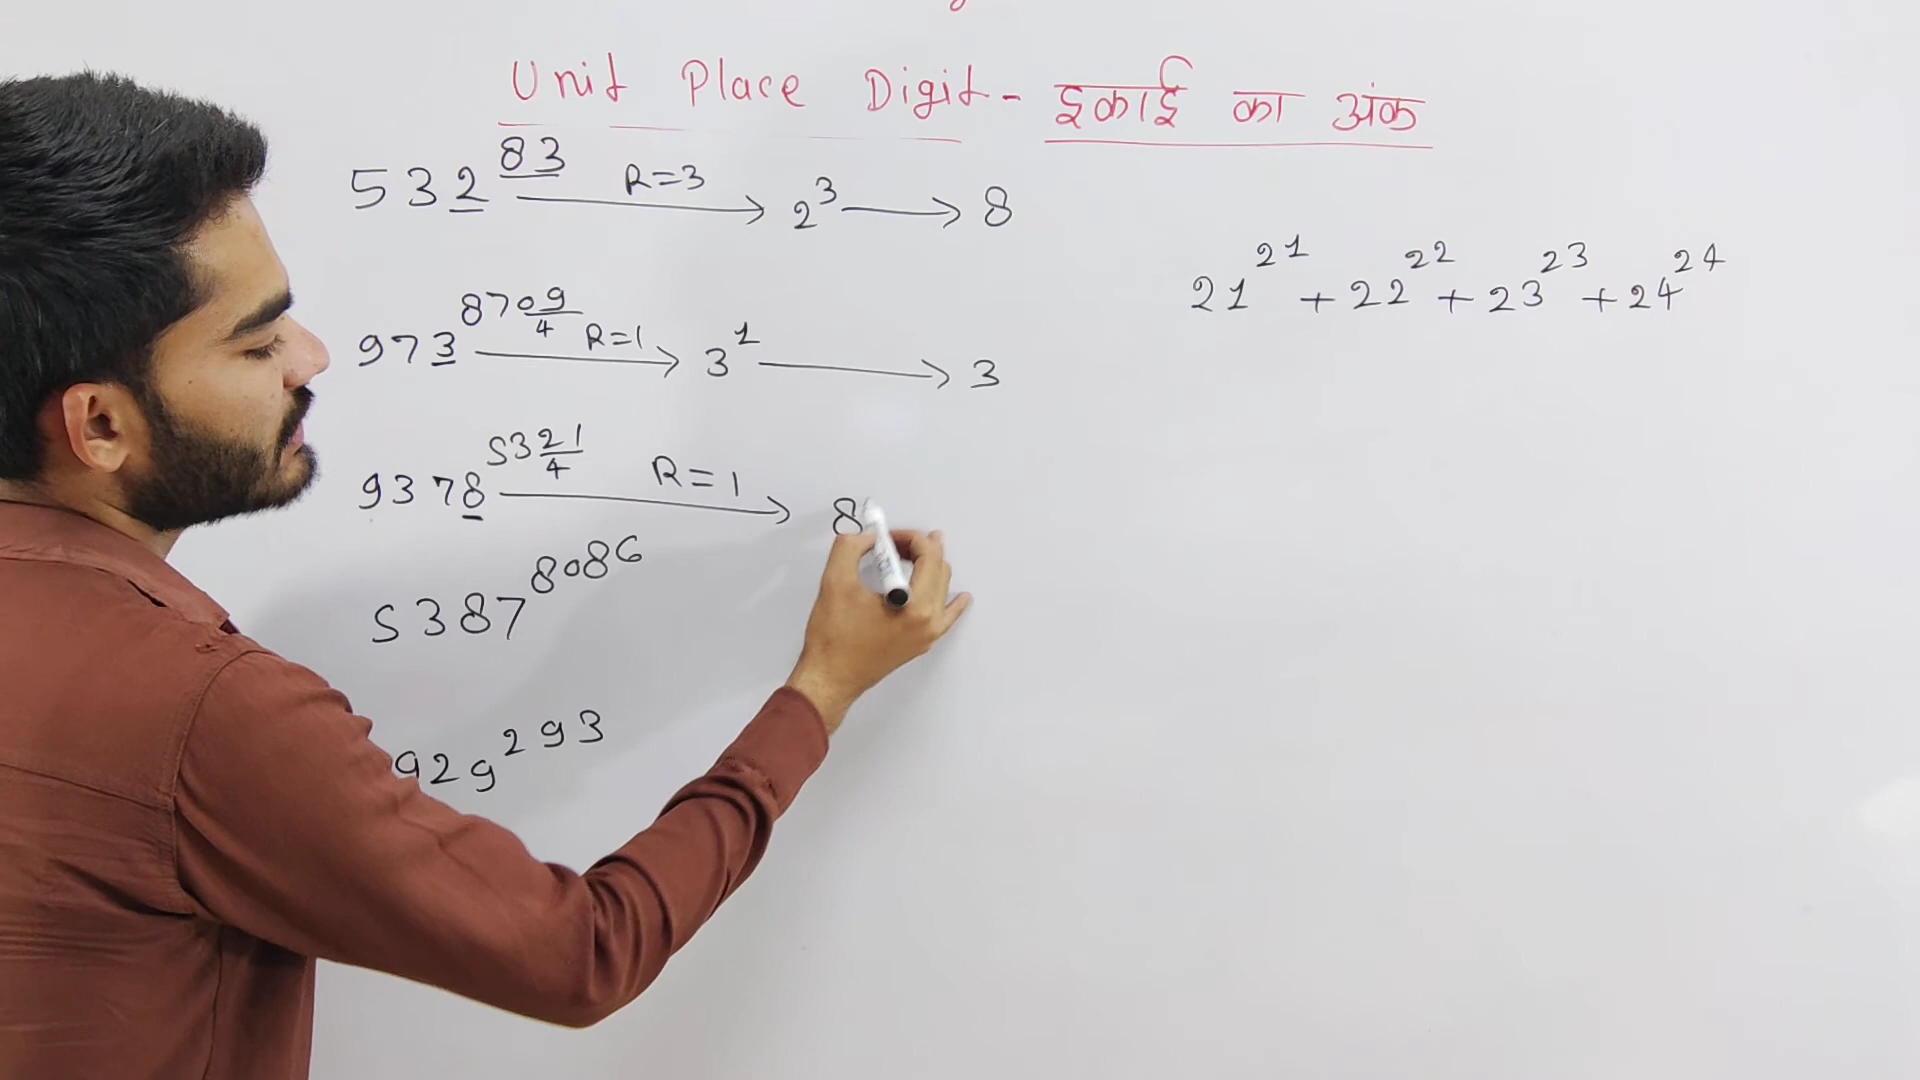 Unit Place Digit - इकाई का अंक
532^83 R=3 → 2^3 → 8
21^21 + 22^22 + 23^23 + 24^24
973^8709/4 R=1 → 3^1 → 3
9378^5321/4 R=1 → 8
5387^8086
929^293